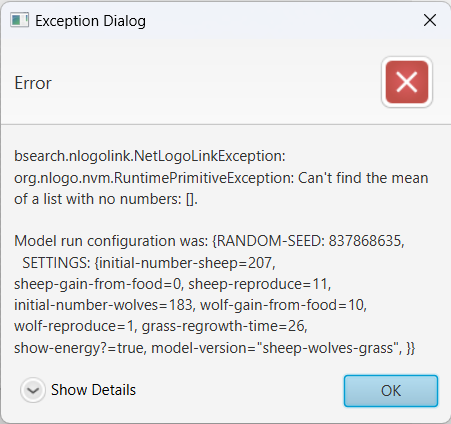 Exception Dialog
Error
bsearch.nlogolink.NetLogoLinkException:
org.nlogo.nvm.RuntimePrimitiveException: Can't find the mean
of a list with no numbers: [].
Model run configuration was: {RANDOM-SEED: 837868635,
SETTINGS: {initial-number-sheep=207,
sheep-gain-from-food=0, sheep-reproduce=11,
initial-number-wolves=183, wolf-gain-from-food=10,
wolf-reproduce=1, grass-regrowth-time=26,
show-energy?=true, model-version="sheep-wolves-grass", }}
Show Details
OK